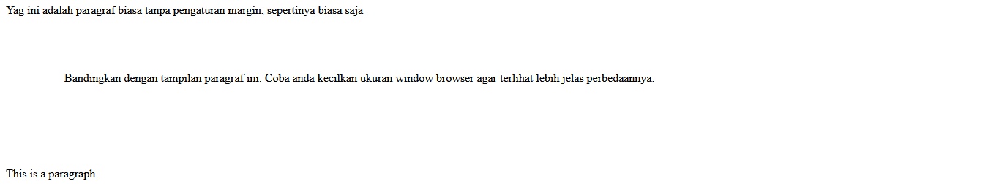 Yag ini adalah paragraf biasa tanpa pengaturan margin, sepertinya biasa saja
Bandingkan dengan tampilan paragraf ini. Coba anda kecilkan ukuran window browser agar terlihat lebih jelas perbedaannya.
This is a paragraph